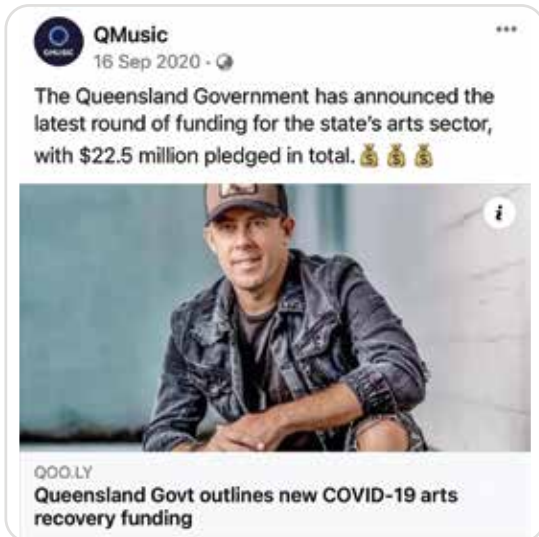 QMusic
QMUSIC
16 Sep 2020 ·
The Queensland Government has announced the
latest round of funding for the state's arts sector,
with $22.5 million pledged in total. 💰 💰 💰
i
QOO.LY
Queensland Govt outlines new COVID-19 arts
recovery funding